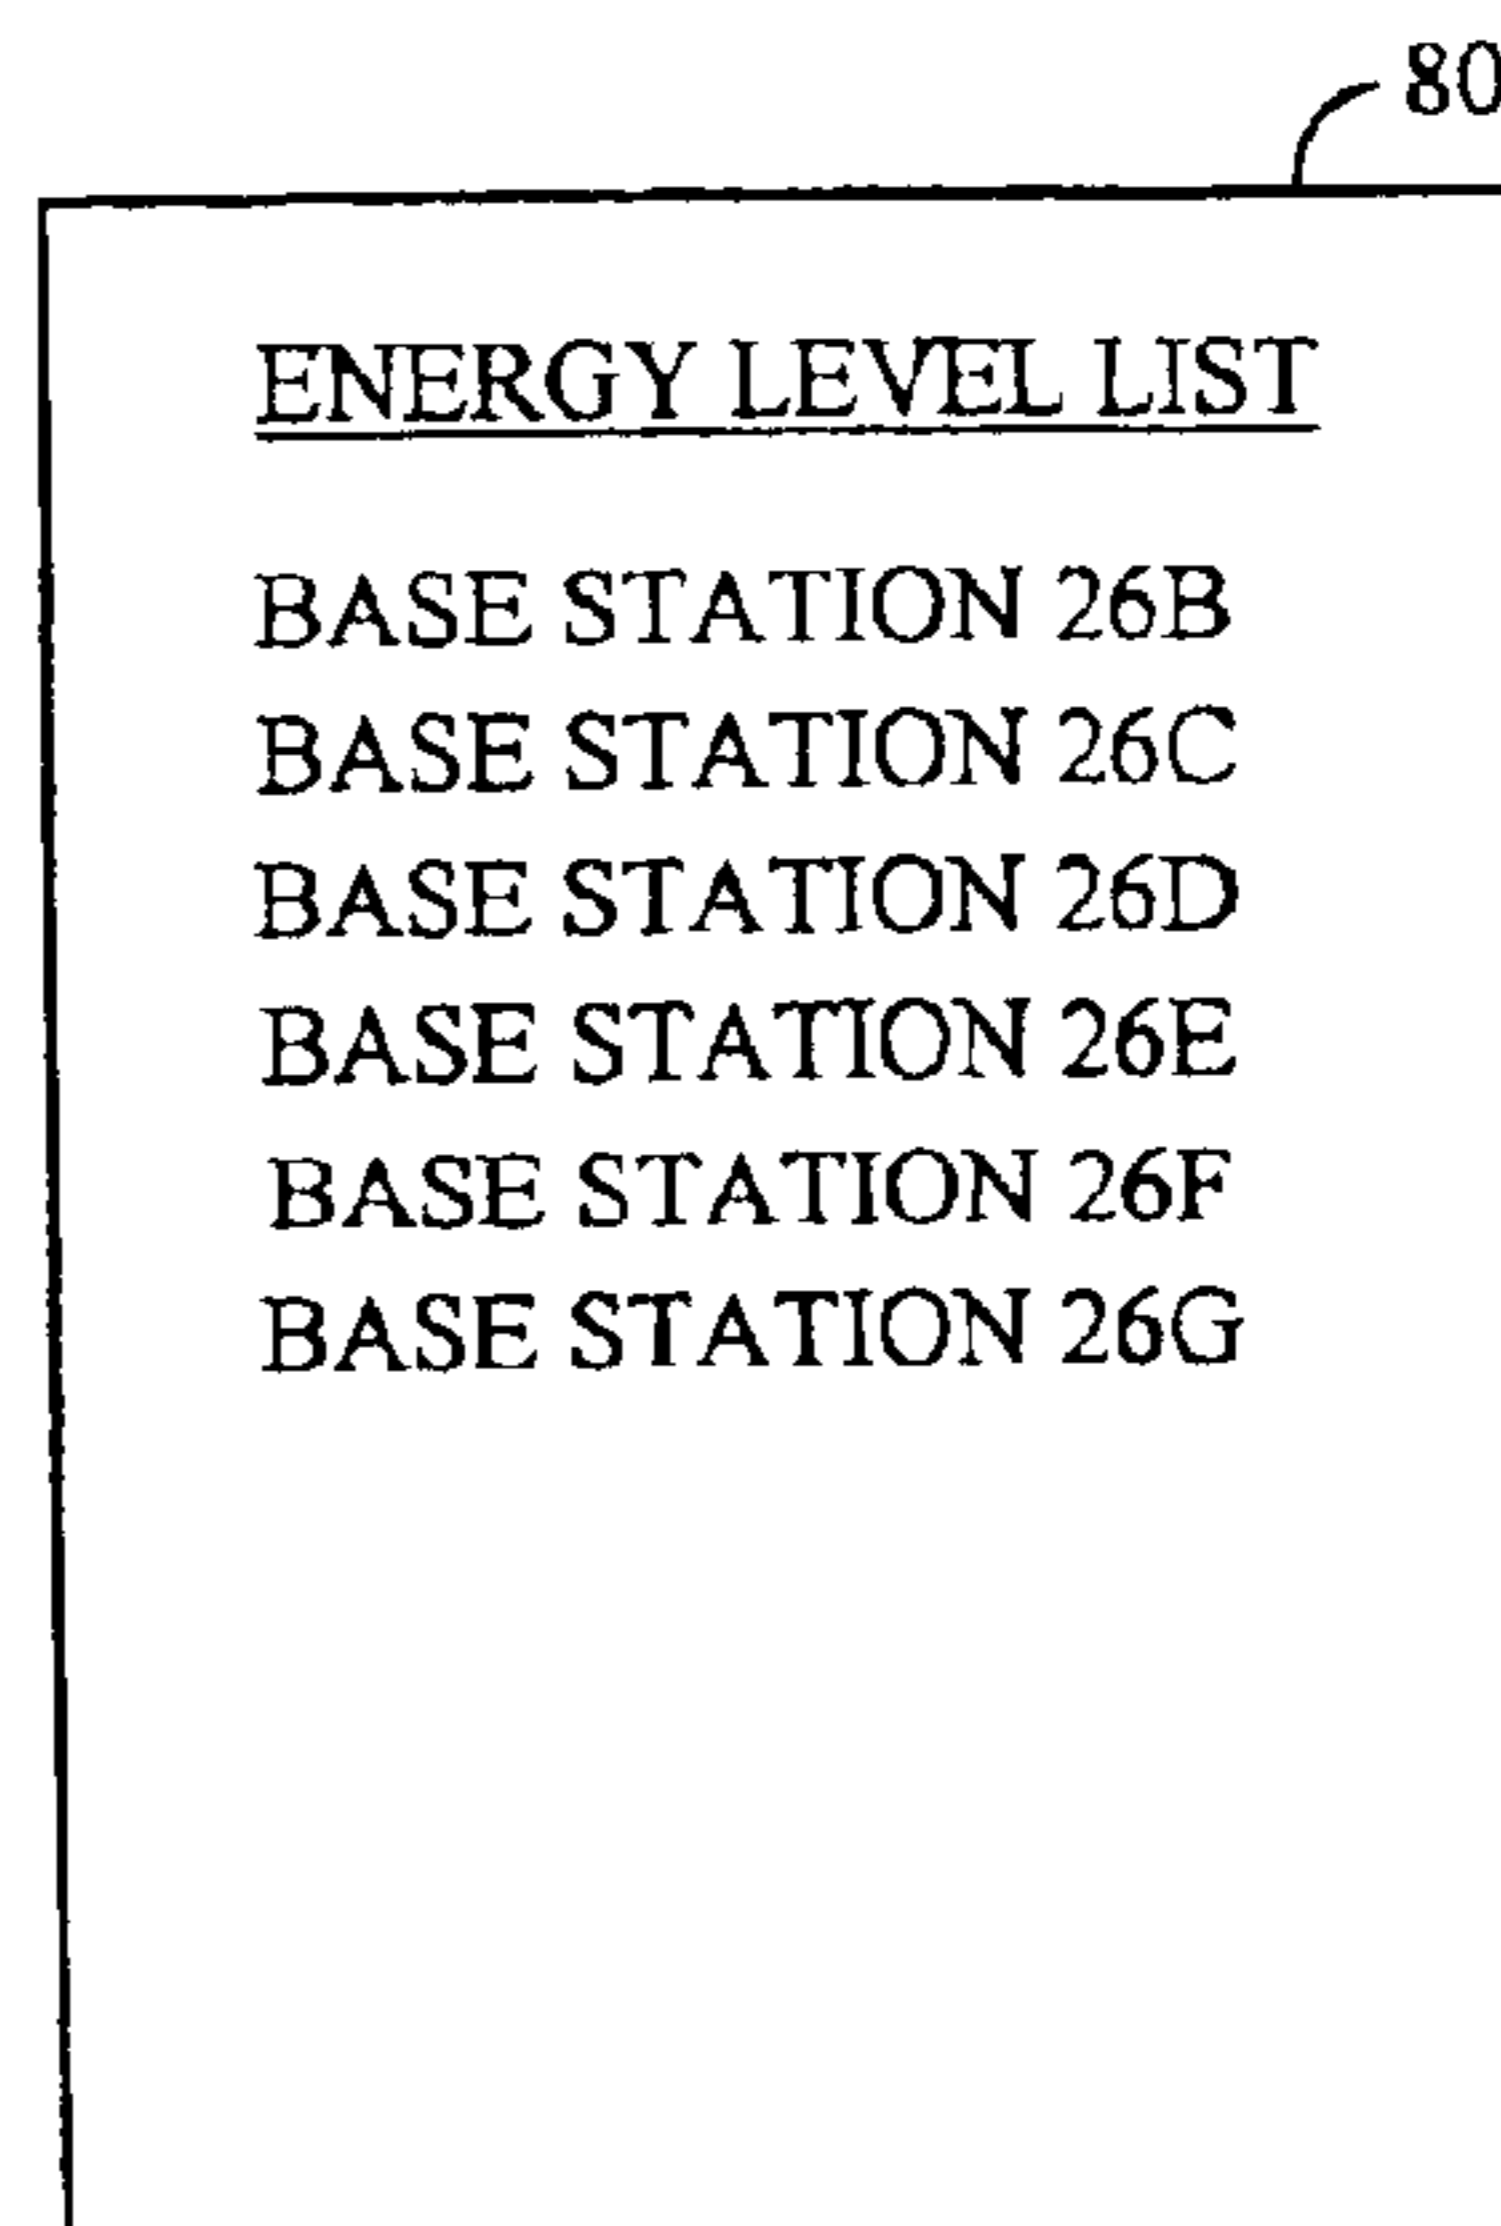 80
ENERGY LEVEL LIST
BASE STATION 26B
BASE STATION 26C
BASE STATION 26D
BASE STATION 26E
BASE STATION 26F
BASE STATION 26G